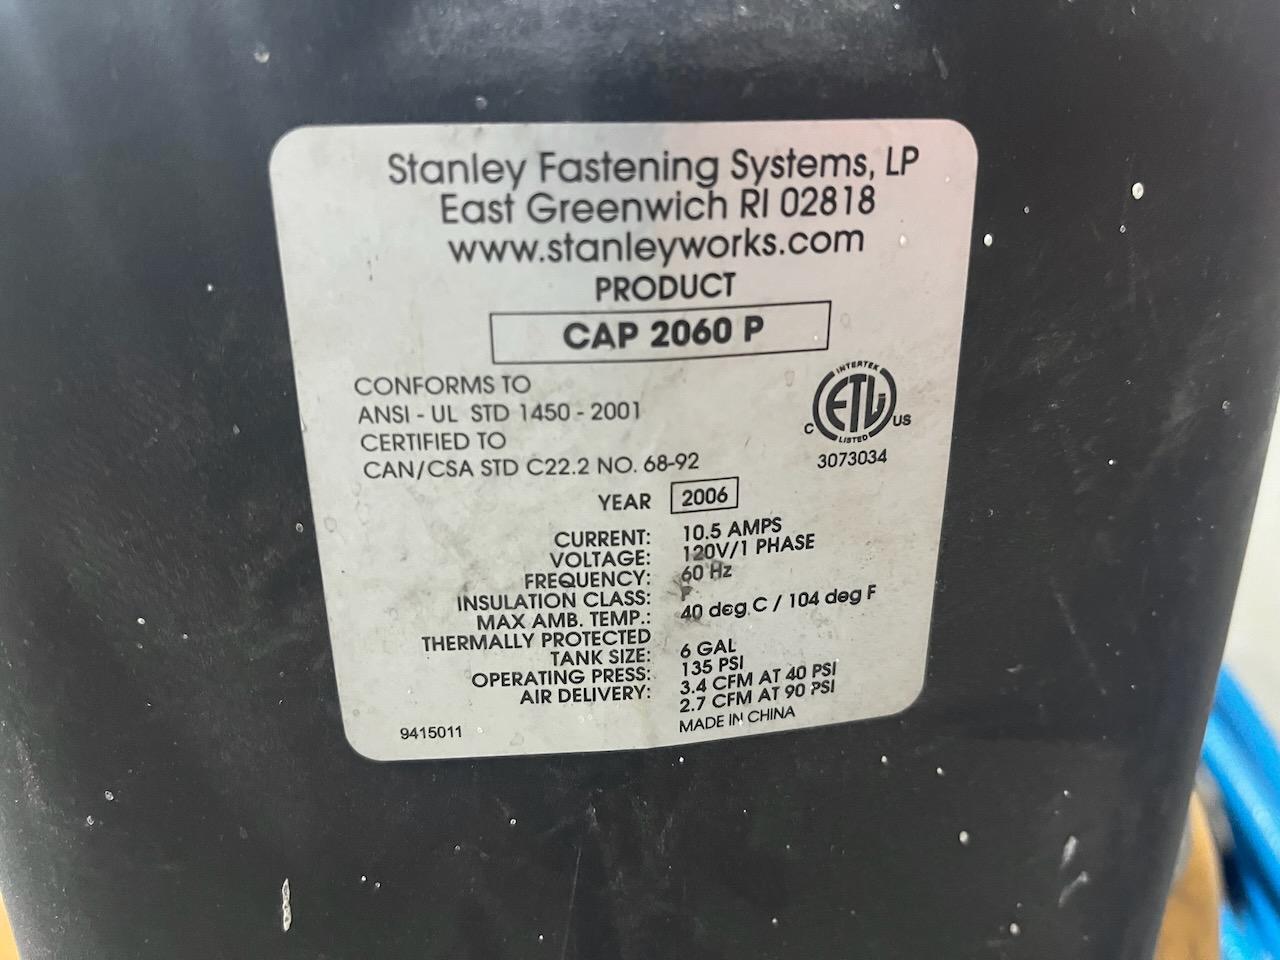 Stanley Fastening Systems, LP
East Greenwich RI 02818
www.stanleyworks.com
PRODUCT
CAP 2060 P
CONFORMS TO
ANSI - UL STD 1450 - 2001
CERTIFIED TO
CAN/CSA STD C22.2 NO. 68-92
INTERTEK
ETL
C US
LISTED
3073034
YEAR 2006
CURRENT: 10.5 AMPS
VOLTAGE: 120V/1 PHASE
FREQUENCY: 60 Hz
INSULATION CLASS: F
MAX AMB. TEMP.: 40 deg.C / 104 deg F
THERMALLY PROTECTED
TANK SIZE: 6 GAL
OPERATING PRESS: 135 PSI
AIR DELIVERY: 3.4 CFM AT 40 PSI
2.7 CFM AT 90 PSI
9415011 MADE IN CHINA